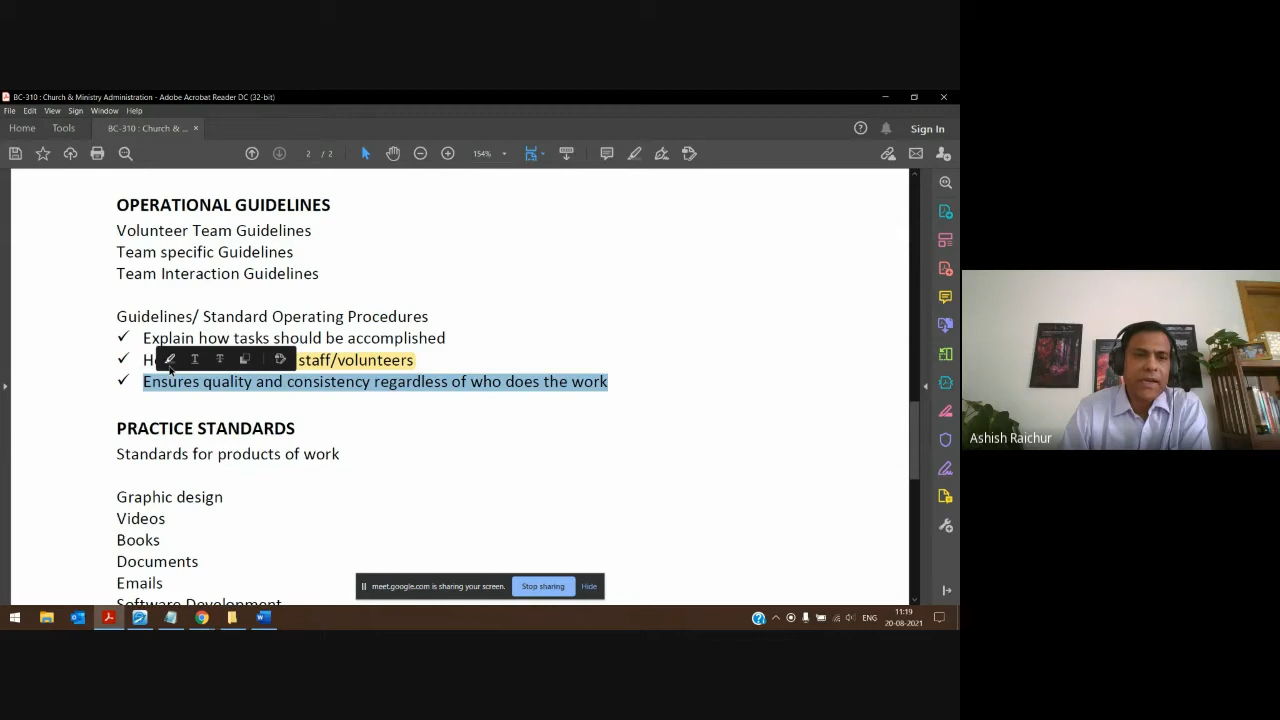 BC-310 : Church & Ministry Administration - Adobe Acrobat Reader DC (32-bit)
File Edit View Sign Window Help
Home Tools BC-310 : Church & ... × Sign In
2 / 2 154%
OPERATIONAL GUIDELINES
Volunteer Team Guidelines
Team specific Guidelines
Team Interaction Guidelines
Guidelines/ Standard Operating Procedures
✓ Explain how tasks should be accomplished
✓ staff/volunteers
✓ Ensures quality and consistency regardless of who does the work
PRACTICE STANDARDS
Standards for products of work
Graphic design
Videos
Books
Documents
Emails
Software Development
meet.google.com is sharing your screen. Stop sharing Hide
Ashish Raichur
ENG 11:19
20-08-2021